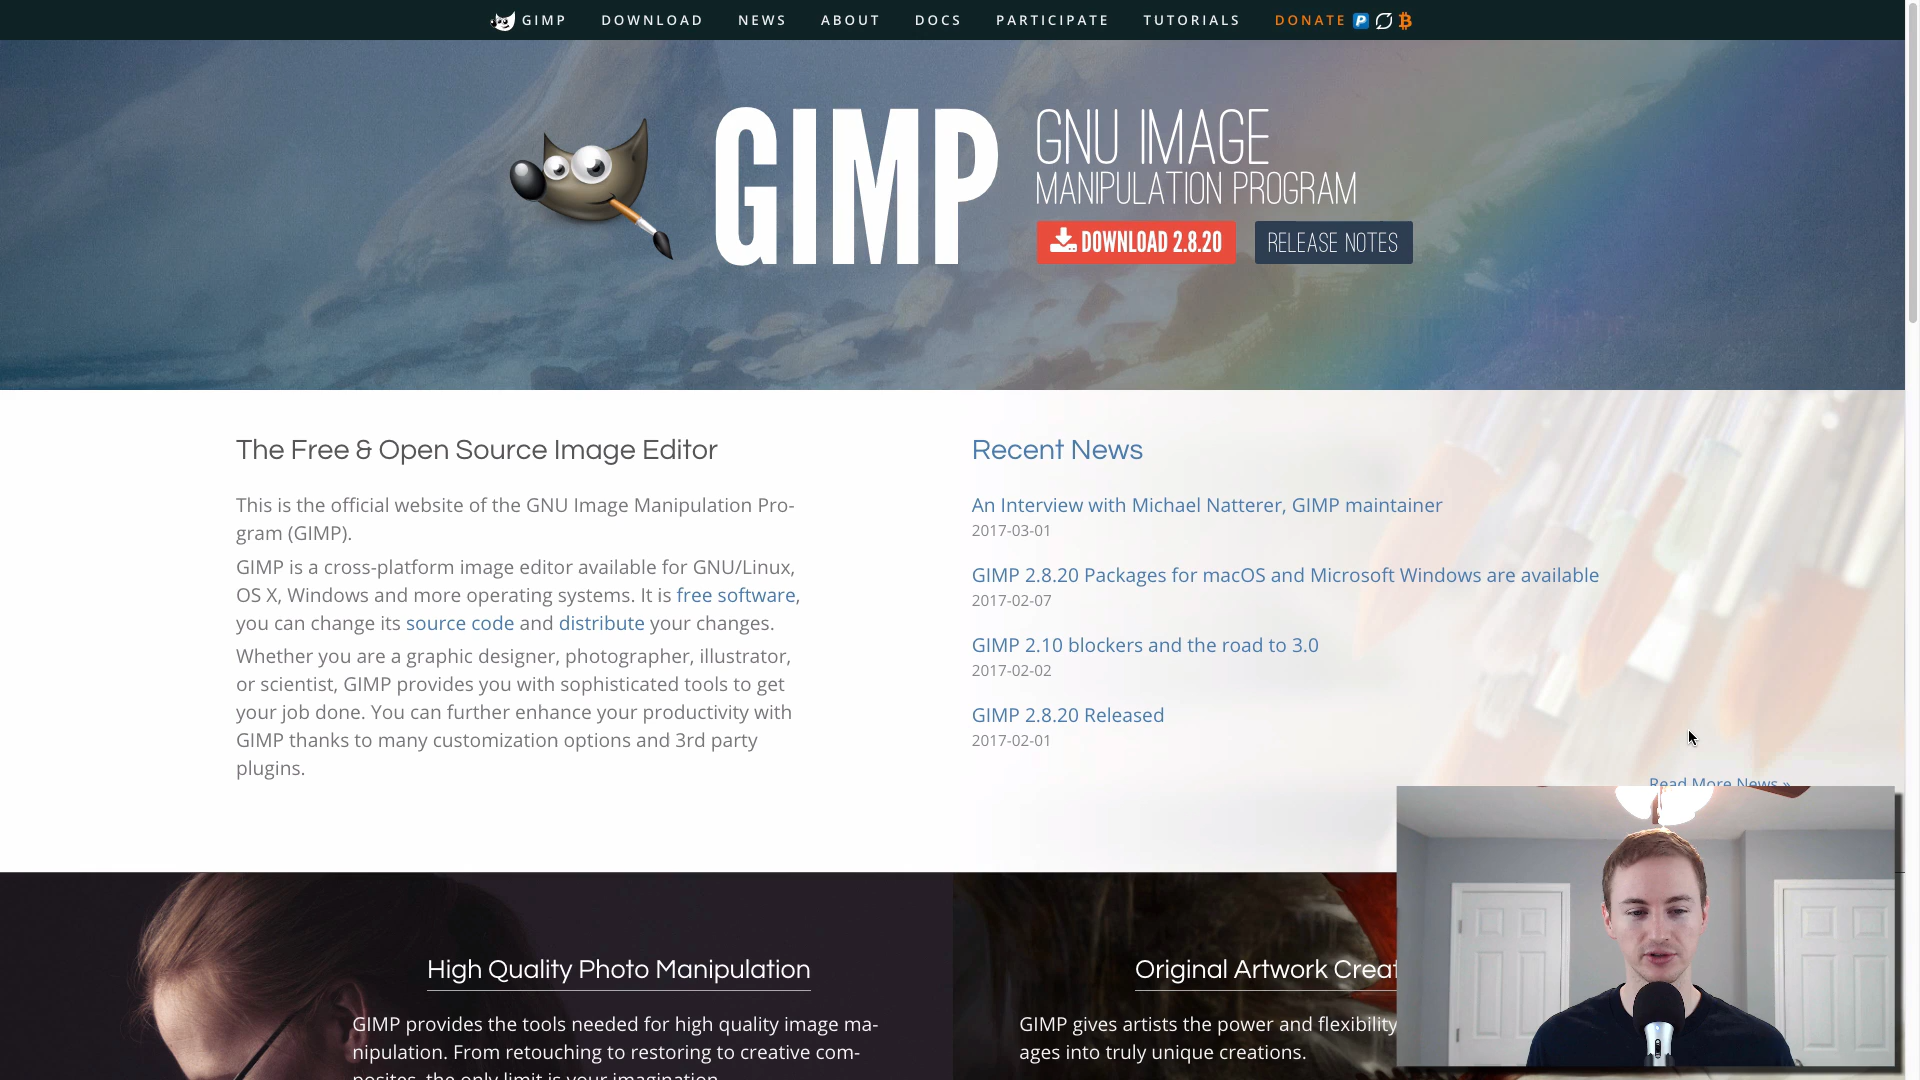 GIMP
DOWNLOAD
NEWS
ABOUT
DOCS
PARTICIPATE
TUTORIALS
DONATE
GIMP
GNU IMAGE
MANIPULATION PROGRAM
DOWNLOAD 2.8.20
RELEASE NOTES
The Free & Open Source Image Editor
This is the official website of the GNU Image Manipulation Pro-
gram (GIMP).
GIMP is a cross-platform image editor available for GNU/Linux,
OS X, Windows and more operating systems. It is free software,
you can change its source code and distribute your changes.
Whether you are a graphic designer, photographer, illustrator,
or scientist, GIMP provides you with sophisticated tools to get
your job done. You can further enhance your productivity with
GIMP thanks to many customization options and 3rd party
plugins.
Recent News
An Interview with Michael Natterer, GIMP maintainer
2017-03-01
GIMP 2.8.20 Packages for macOS and Microsoft Windows are available
2017-02-07
GIMP 2.10 blockers and the road to 3.0
2017-02-02
GIMP 2.8.20 Released
2017-02-01
Read More News »
High Quality Photo Manipulation
GIMP provides the tools needed for high quality image ma-
nipulation. From retouching to restoring to creative com-
posites, the only limit is your imagination.
Original Artwork Creat
GIMP gives artists the power and flexibility
ages into truly unique creations.